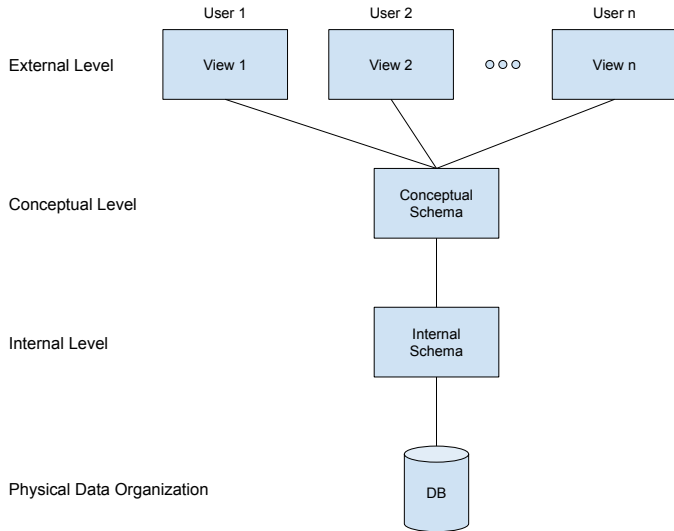 User 1
User 2
User n
External Level
View 1
View 2
View n
Conceptual Level
Conceptual
Schema
Internal Level
Internal
Schema
Physical Data Organization
DB